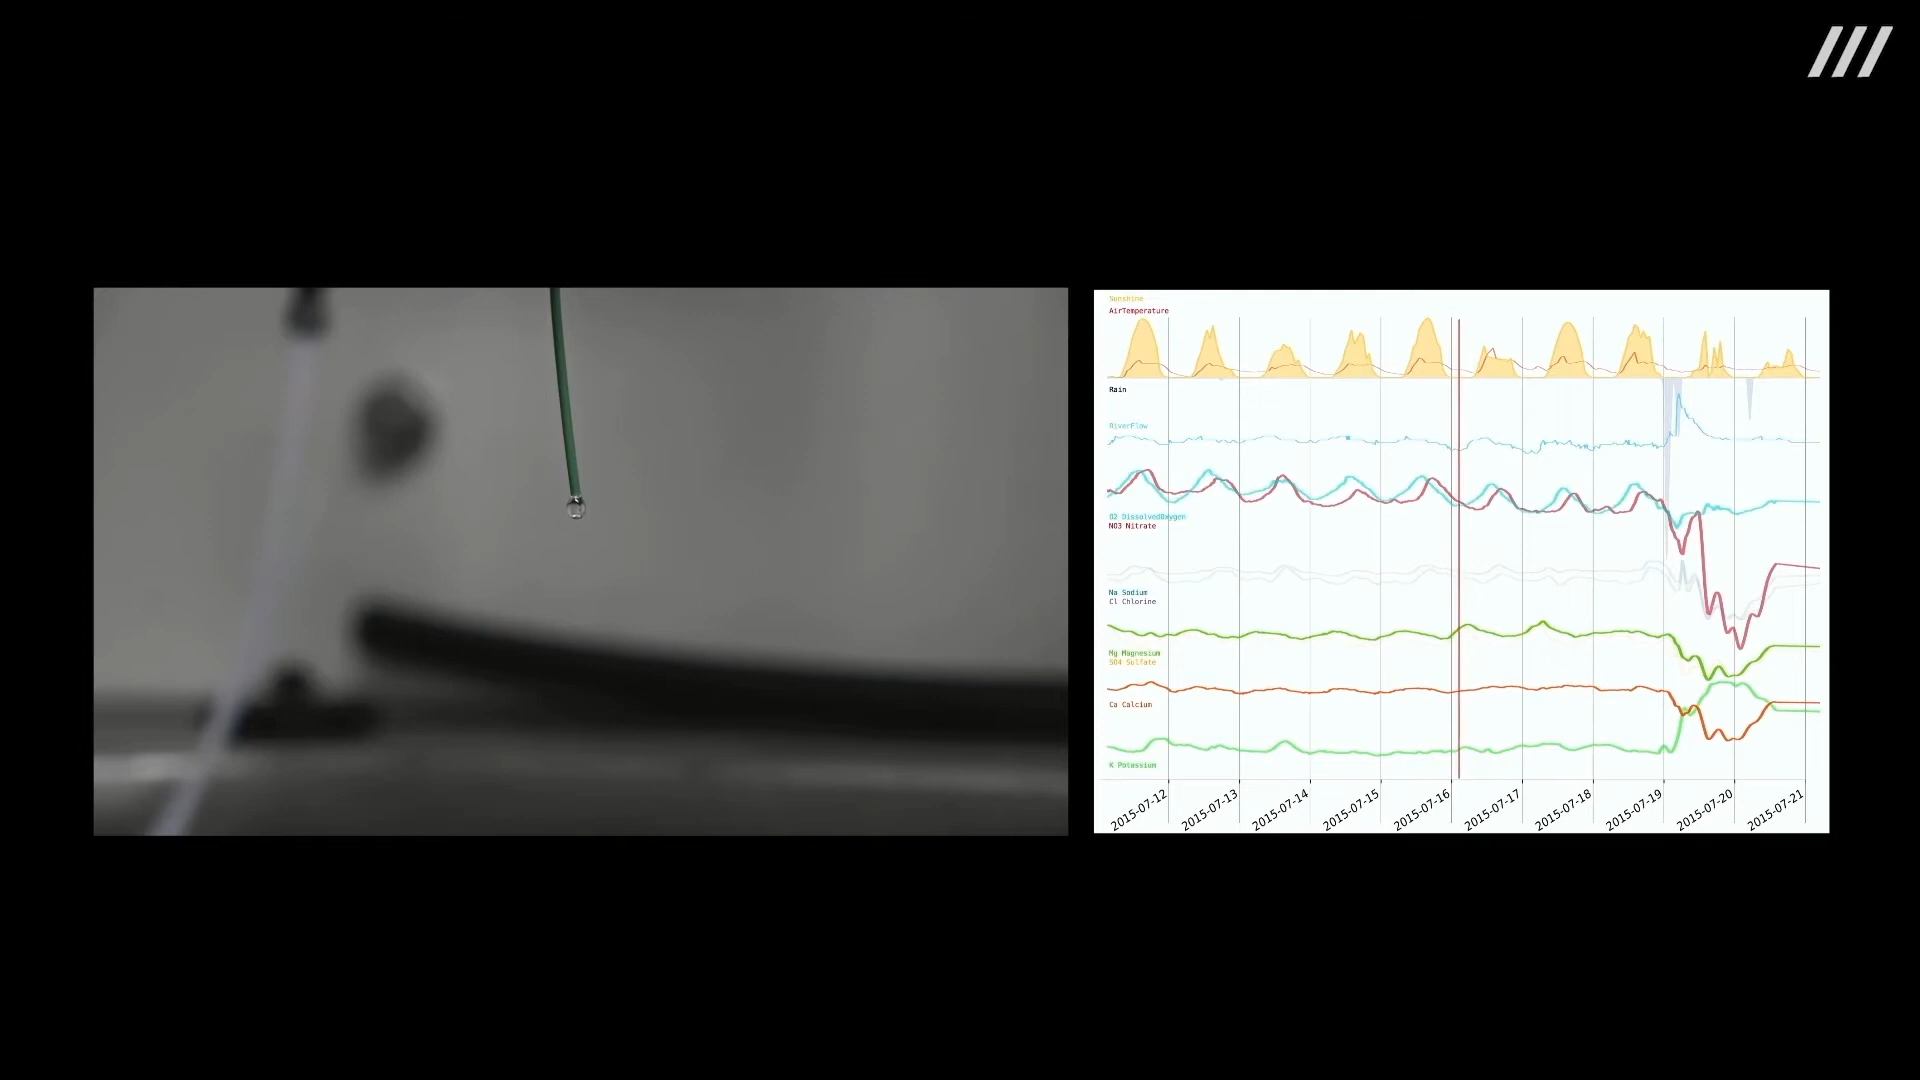 Sunshine
AirTemperature
Rain
RiverFlow
O2 DissolvedOxygen
NO3 Nitrate
Na Sodium
Cl Chlorine
Mg Magnesium
SO4 Sulfate
Ca Calcium
K Potassium
2015-07-12 2015-07-13 2015-07-14 2015-07-15 2015-07-16 2015-07-17 2015-07-18 2015-07-19 2015-07-20 2015-07-21